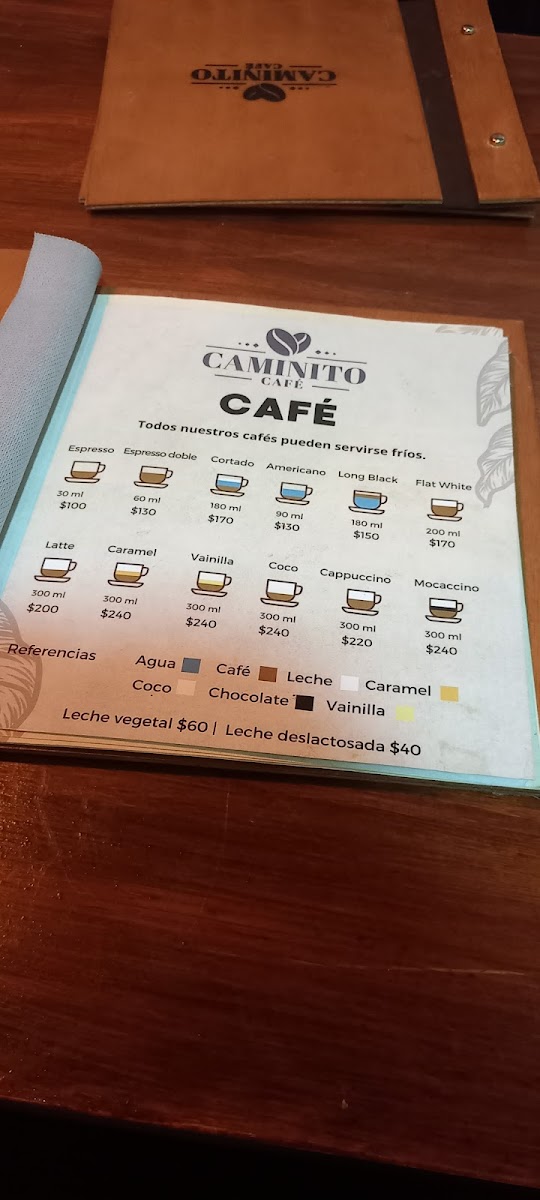 CAMINITO
CAFÉ
CAMINITO
CAFÉ
CAFÉ
Todos nuestros cafés pueden servirse fríos.
Espresso Espresso doble Cortado Americano Long Black Flat White
30 ml 60 ml 180 ml 90 ml 180 ml 200 ml
$100 $130 $170 $130 $150 $170
Latte Caramel Vainilla Coco Cappuccino Mocaccino
300 ml 300 ml 300 ml 300 ml 300 ml 300 ml
$200 $240 $240 $240 $220 $240
Referencias Agua Café Leche Caramel
Coco Chocolate Vainilla
Leche vegetal $60 | Leche deslactosada $40